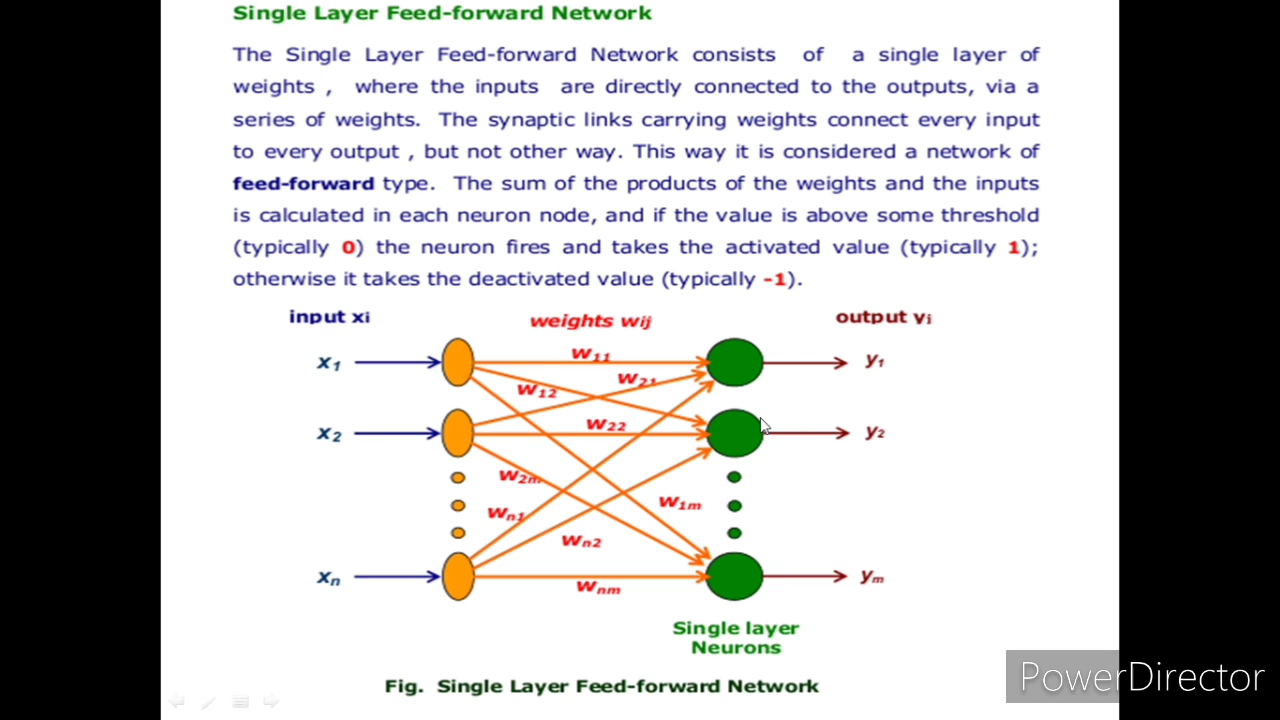 Single Layer Feed-forward Network
The Single Layer Feed-forward Network consists of a single layer of
weights , where the inputs are directly connected to the outputs, via a
series of weights. The synaptic links carrying weights connect every input
to every output , but not other way. This way it is considered a network of
feed-forward type. The sum of the products of the weights and the inputs
is calculated in each neuron node, and if the value is above some threshold
(typically 0) the neuron fires and takes the activated value (typically 1);
otherwise it takes the deactivated value (typically -1).
input xi weights wij output yj
x1 w11 y1
w21
w12
x2 w22 y2
w2m
w1m
wn1
wn2
xn wnm ym
Single layer
Neurons
Fig. Single Layer Feed-forward Network
PowerDirector